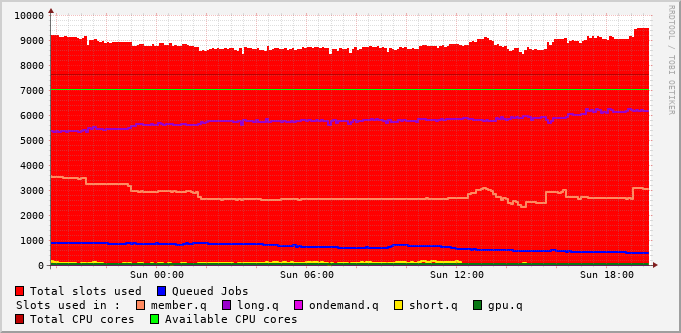 10000
9000
8000
7000
6000
5000
4000
3000
2000
1000
0
Sun 00:00 Sun 06:00 Sun 12:00 Sun 18:00
Total slots used Queued Jobs
Slots used in : member.q long.q ondemand.q short.q gpu.q
Total CPU cores Available CPU cores
RRDTOOL / TOBI OETIKER